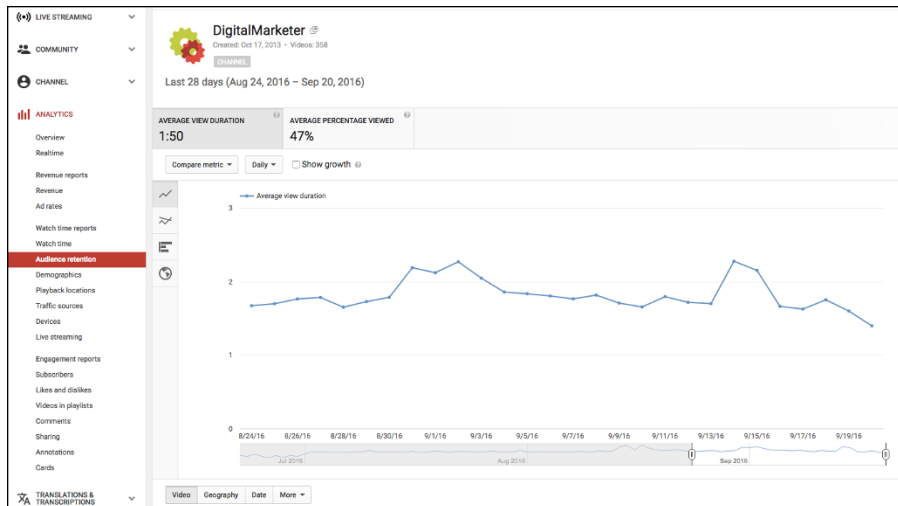 LIVE STREAMING
COMMUNITY
CHANNEL
ANALYTICS
Overview
Realtime
Revenue reports
Revenue
Ad rates
Watch time reports
Watch time
Audience retention
Demographics
Playback locations
Traffic sources
Devices
Live streaming
Engagement reports
Subscribers
Likes and dislikes
Videos in playlists
Comments
Sharing
Annotations
Cards
TRANSLATIONS &
TRANSCRIPTIONS
DigitalMarketer
Created: Oct 17, 2013 • Videos: 358
CHANNEL
Last 28 days (Aug 24, 2016 – Sep 20, 2016)
AVERAGE VIEW DURATION
1:50
AVERAGE PERCENTAGE VIEWED
47%
Compare metric Daily Show growth
Average view duration
3
2
1
0
8/24/16 8/26/16 8/28/16 8/30/16 9/1/16 9/3/16 9/5/16 9/7/16 9/9/16 9/11/16 9/13/16 9/15/16 9/17/16 9/19/16
Jul 2016 Aug 2016 Sep 2016
Video Geography Date More